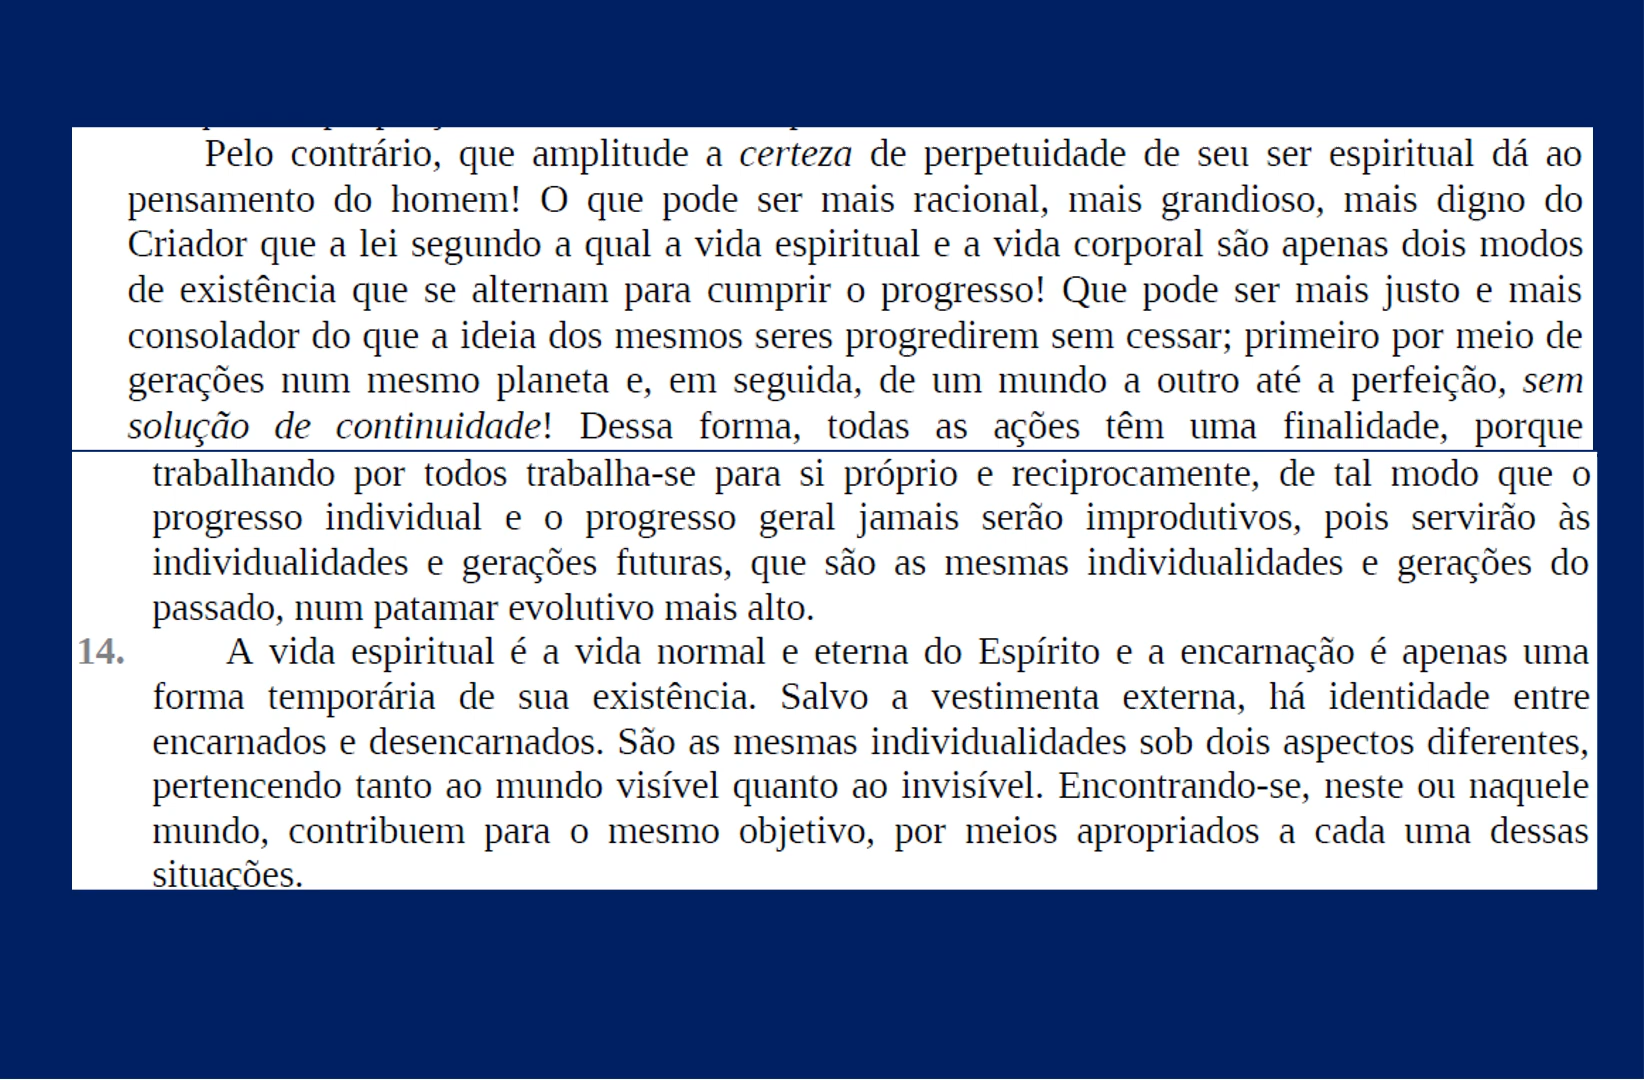 Pelo contrário, que amplitude a certeza de perpetuidade de seu ser espiritual dá ao
pensamento do homem! O que pode ser mais racional, mais grandioso, mais digno do
Criador que a lei segundo a qual a vida espiritual e a vida corporal são apenas dois modos
de existência que se alternam para cumprir o progresso! Que pode ser mais justo e mais
consolador do que a ideia dos mesmos seres progredirem sem cessar; primeiro por meio de
gerações num mesmo planeta e, em seguida, de um mundo a outro até a perfeição, sem
solução de continuidade! Dessa forma, todas as ações têm uma finalidade, porque
trabalhando por todos trabalha-se para si próprio e reciprocamente, de tal modo que o
progresso individual e o progresso geral jamais serão improdutivos, pois servirão às
individualidades e gerações futuras, que são as mesmas individualidades e gerações do
passado, num patamar evolutivo mais alto.
14. A vida espiritual é a vida normal e eterna do Espírito e a encarnação é apenas uma
forma temporária de sua existência. Salvo a vestimenta externa, há identidade entre
encarnados e desencarnados. São as mesmas individualidades sob dois aspectos diferentes,
pertencendo tanto ao mundo visível quanto ao invisível. Encontrando-se, neste ou naquele
mundo, contribuem para o mesmo objetivo, por meios apropriados a cada uma dessas
situações.